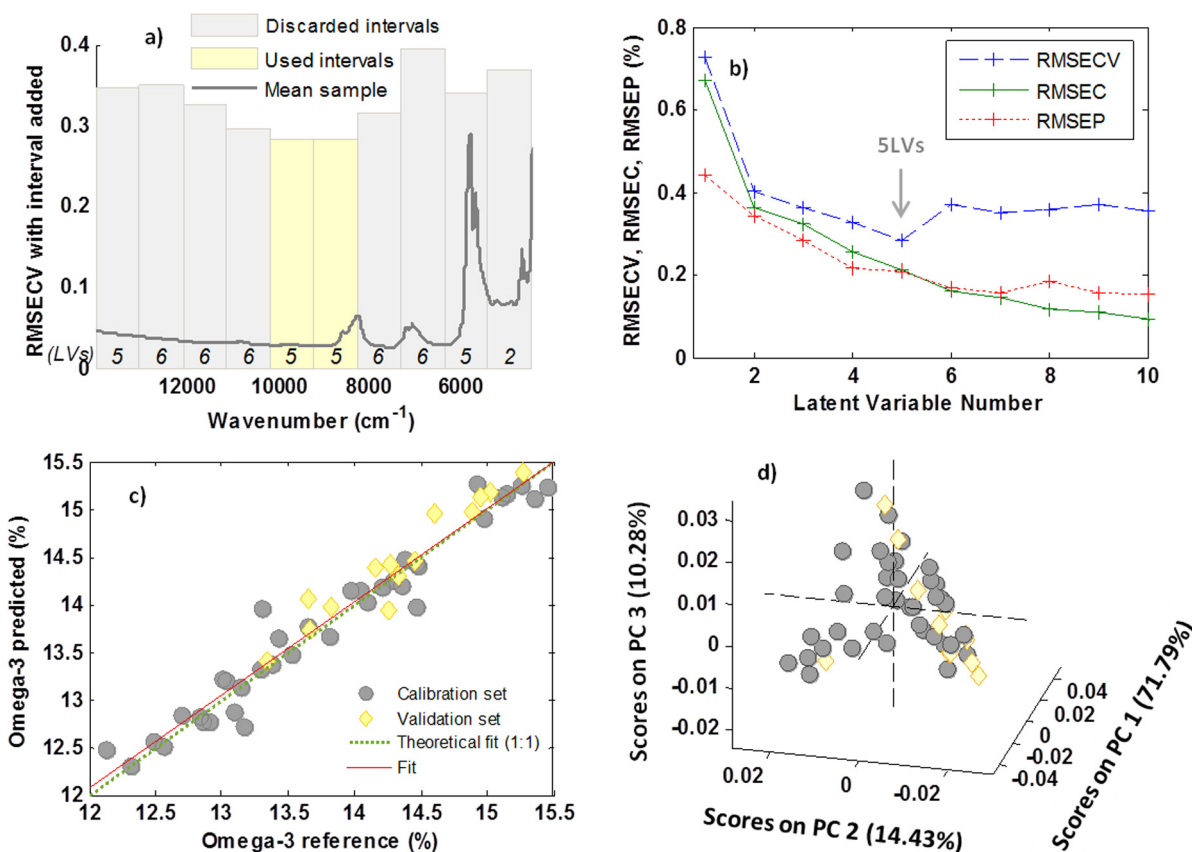 a)
Discarded intervals
Used intervals
Mean sample
RMSECV with interval added
0.4
0.3
0.2
0.1
0
(LVs) 5 6 6 6 5 5 6 6 5 2
12000 10000 8000 6000
Wavenumber (cm⁻¹)
b)
RMSECV
RMSEC
RMSEP
5LVs
RMSECV, RMSEC, RMSEP (%)
0.8
0.6
0.4
0.2
0
2 4 6 8 10
Latent Variable Number
c)
Omega-3 predicted (%)
15.5
15
14.5
14
13.5
13
12.5
12
Calibration set
Validation set
Theoretical fit (1:1)
Fit
12 12.5 13 13.5 14 14.5 15 15.5
Omega-3 reference (%)
d)
Scores on PC 3 (10.28%)
0.03
0.02
0.01
0
-0.01
-0.02
0.02 0 -0.02
Scores on PC 2 (14.43%)
0.04
0.02
0
-0.02
-0.04
Scores on PC 1 (71.79%)